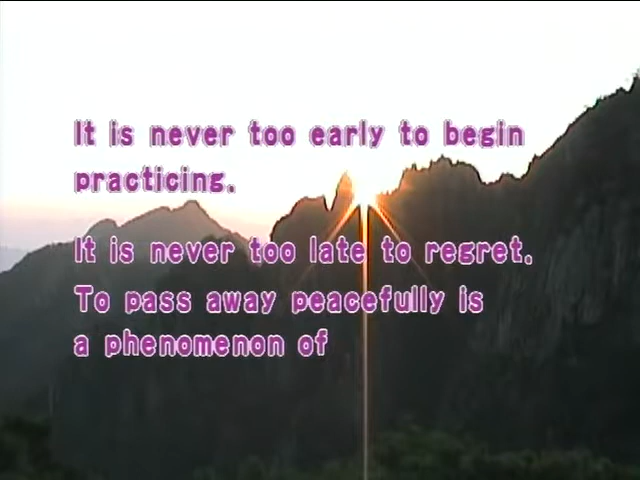 It is never too early to begin
practicing.
It is never too late to regret.
To pass away peacefully is
a phenomenon of